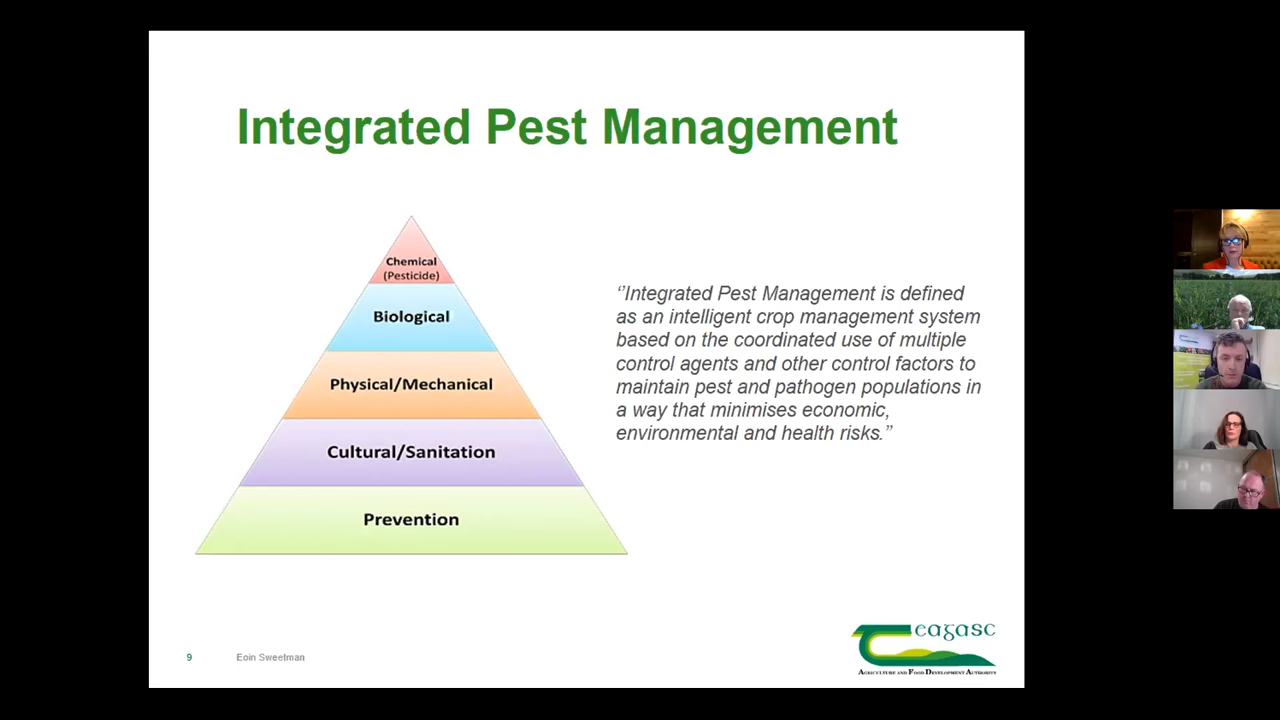 Integrated Pest Management
Chemical
(Pesticide)
Biological
Physical/Mechanical
Cultural/Sanitation
Prevention
‘’Integrated Pest Management is defined
as an intelligent crop management system
based on the coordinated use of multiple
control agents and other control factors to
maintain pest and pathogen populations in
a way that minimises economic,
environmental and health risks.’’
9
Eoin Sweetman
eagasc
Agriculture and Food Development Authority